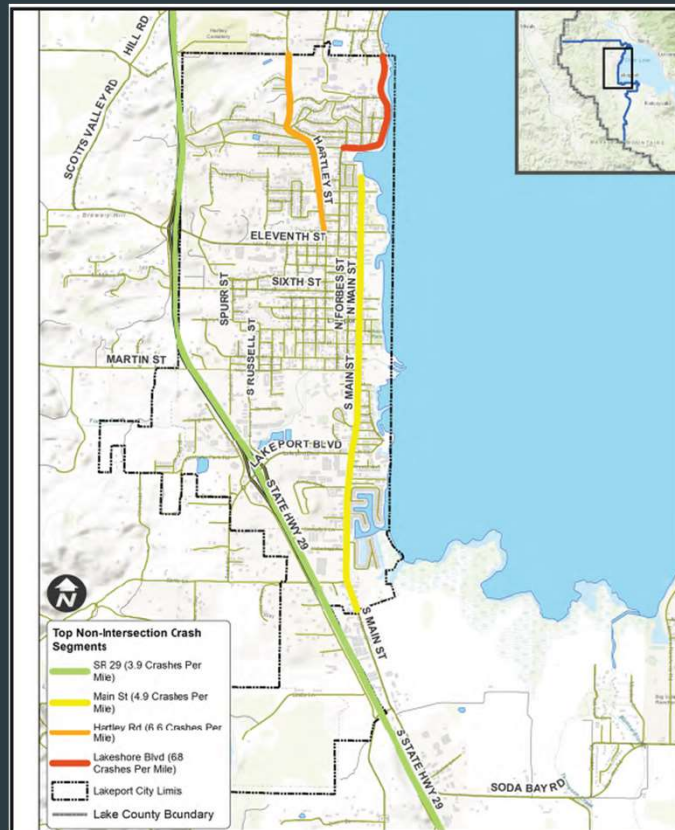 HILL RD
Hartley
Cemetery
SCOTTS VALLEY RD
HARTLEY ST
ELEVENTH ST
SIXTH ST
SPURR ST
N FORBES ST
N MAIN ST
S RUSSELL ST
MARTIN ST
S MAIN ST
LAKEPORT BLVD
STATE HWY 29
N
S MAIN ST
S STATE HWY 29
SODA BAY RD
Top Non-Intersection Crash
Segments
SR 29 (3.9 Crashes Per
Mile)
Main St (4.9 Crashes Per
Mile)
Hartley Rd (6.6 Crashes Per
Mile)
Lakeshore Blvd (68
Crashes Per Mile)
Lakeport City Limis
Lake County Boundary